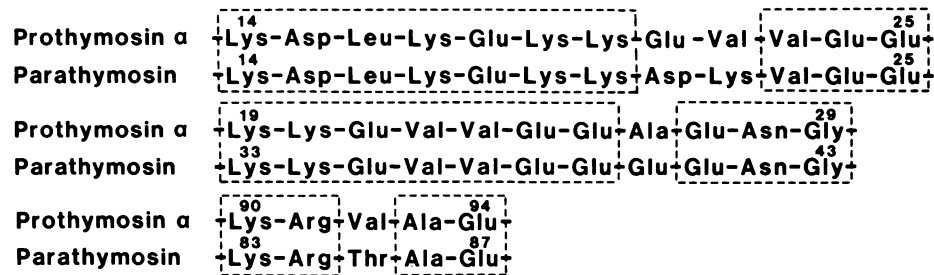 14 25
Prothymosin α -Lys-Asp-Leu-Lys-Glu-Lys-Lys-Glu-Val-Val-Glu-Glu-
14 25
Parathymosin -Lys-Asp-Leu-Lys-Glu-Lys-Lys-Asp-Lys-Val-Glu-Glu-
19 29
Prothymosin α -Lys-Lys-Glu-Val-Val-Glu-Glu-Ala-Glu-Asn-Gly-
33 43
Parathymosin -Lys-Lys-Glu-Val-Val-Glu-Glu-Glu-Glu-Asn-Gly-
90 94
Prothymosin α -Lys-Arg-Val-Ala-Glu-
83 87
Parathymosin -Lys-Arg-Thr-Ala-Glu-